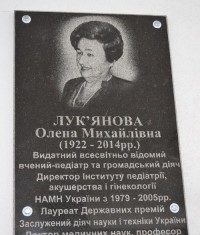 ЛУК'ЯНОВА
Олена Михайлівна
(1922 - 2014рр.)
Видатний всесвітньо відомий
вчений-педіатр та громадський діяч
Директор Інституту педіатрії,
акушерства і гінекології
НАМН України з 1979 - 2005рр.
Лауреат Державних премій
Заслужений діяч науки і техніки України
Доктор медичних наук, професор